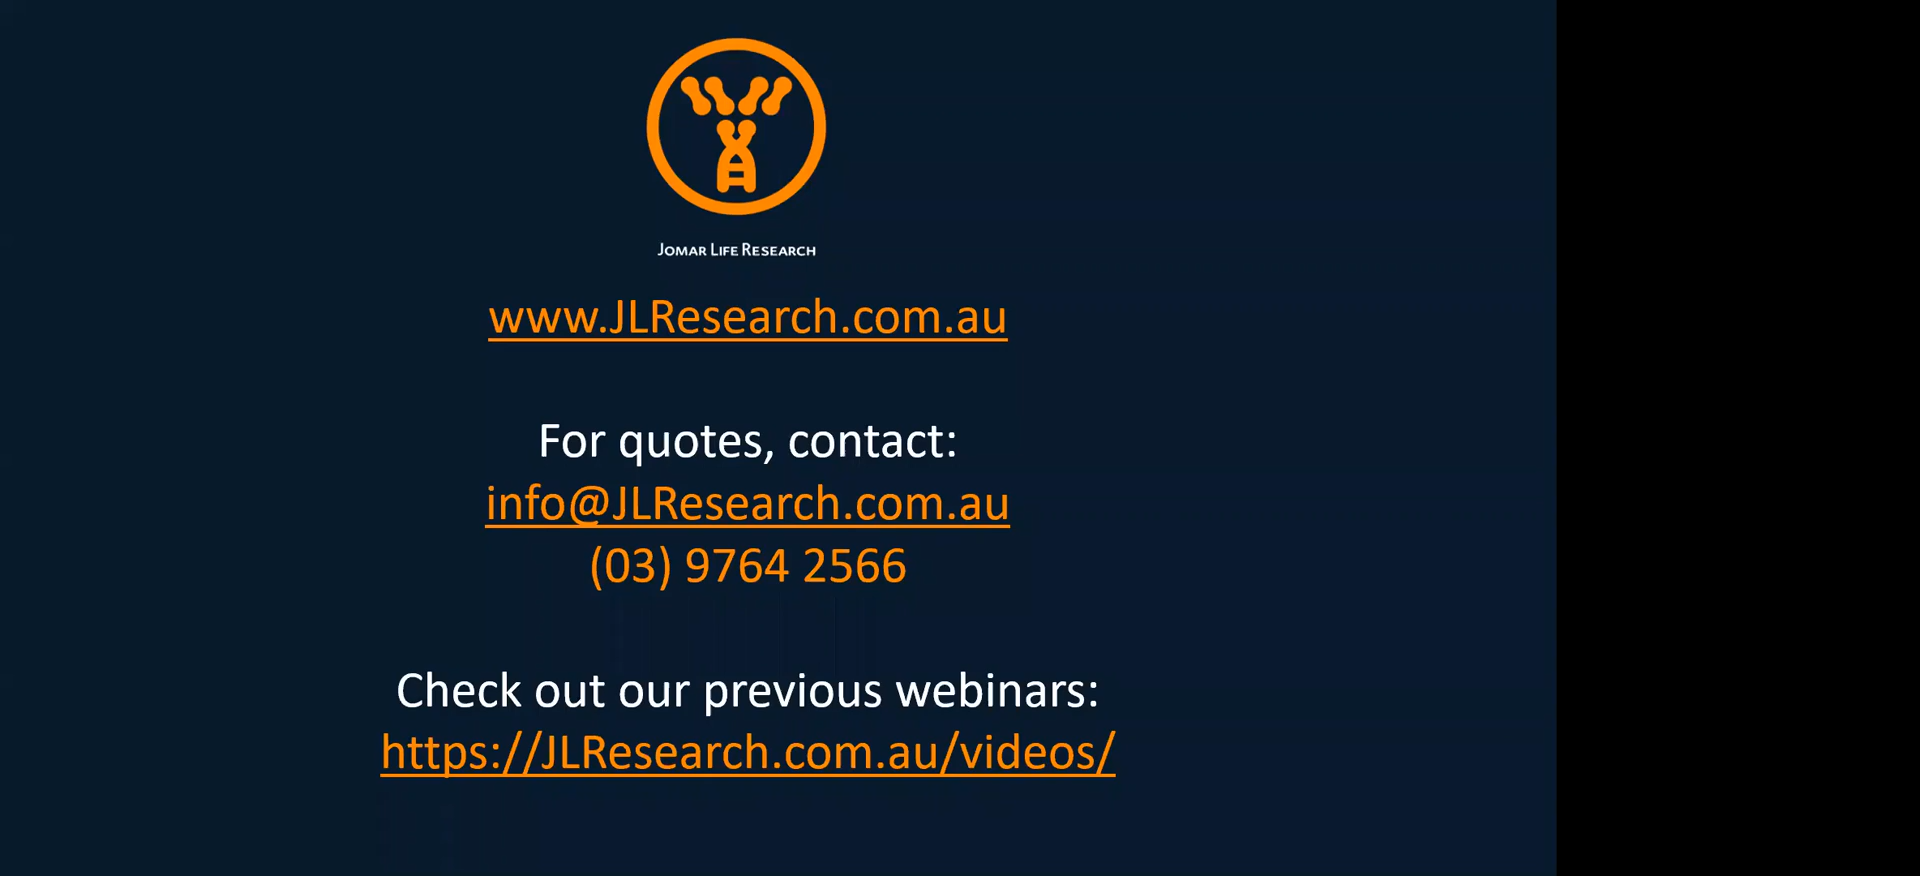 Jomar Life Research
www.JLResearch.com.au
For quotes, contact:
info@JLResearch.com.au
(03) 9764 2566
Check out our previous webinars:
https://JLResearch.com.au/videos/